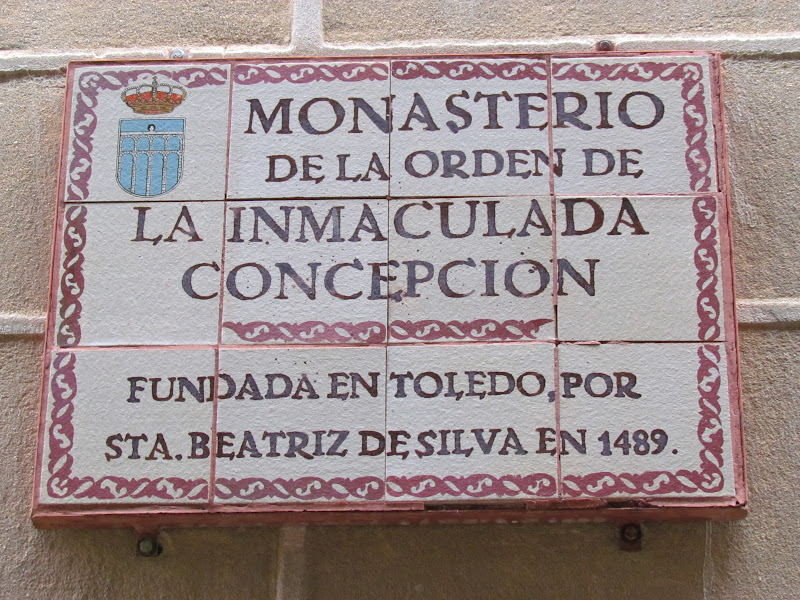 MONASTERIO
DE LA ORDEN DE
LA INMACULADA
CONCEPCION
FUNDADA EN TOLEDO, POR
STA. BEATRIZ DE SILVA EN 1489.